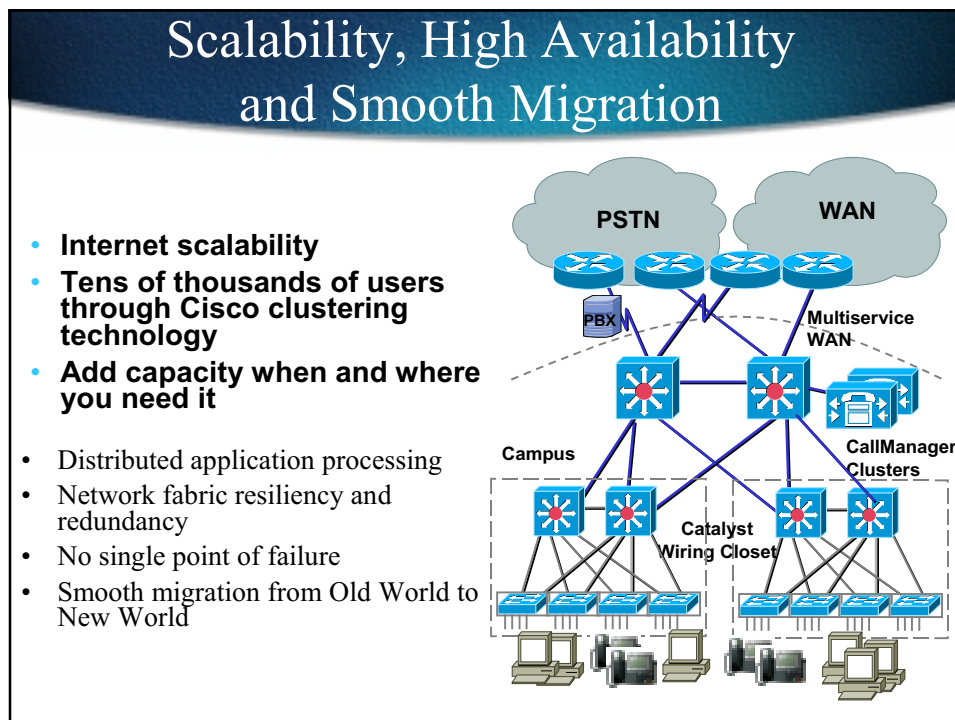 Scalability, High Availability
and Smooth Migration
• Internet scalability
• Tens of thousands of users
through Cisco clustering
technology
• Add capacity when and where
you need it
• Distributed application processing
• Network fabric resiliency and
redundancy
• No single point of failure
• Smooth migration from Old World to
New World
PSTN
WAN
PBX
Multiservice
WAN
Campus
CallManager
Clusters
Catalyst
Wiring Closet